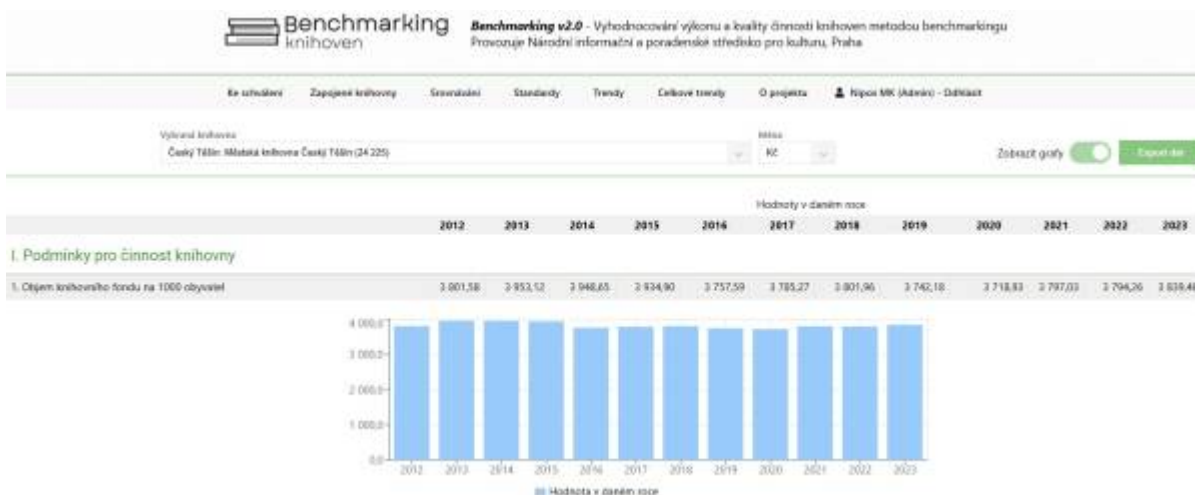 Benchmarking
knihoven
Benchmarking v2.0 - Vyhodnocování výkonu a kvality činnosti knihoven metodou benchmarkingu
Provozuje Národní informační a poradenské středisko pro kulturu, Praha
Ke schválení Zapojené knihovny Srovnávání Standardy Trendy Celkové trendy O projektu Nipos MK (Admin) - Odhlásit
Vybraná knihovna Měna
Český Těšín: Městská knihovna Český Těšín (24 225) Kč Zobrazit grafy Export dat
Hodnoty v daném roce
2012 2013 2014 2015 2016 2017 2018 2019 2020 2021 2022 2023
I. Podmínky pro činnost knihovny
1. Objem knihovního fondu na 1000 obyvatel 3 801,58 3 953,12 3 948,65 3 934,90 3 757,59 3 785,27 3 801,96 3 742,18 3 718,93 3 797,03 3 794,26 3 839,46
4 000,0
3 000,0
2 000,0
1 000,0
0,0
2012 2013 2014 2015 2016 2017 2018 2019 2020 2021 2022 2023
Hodnota v daném roce